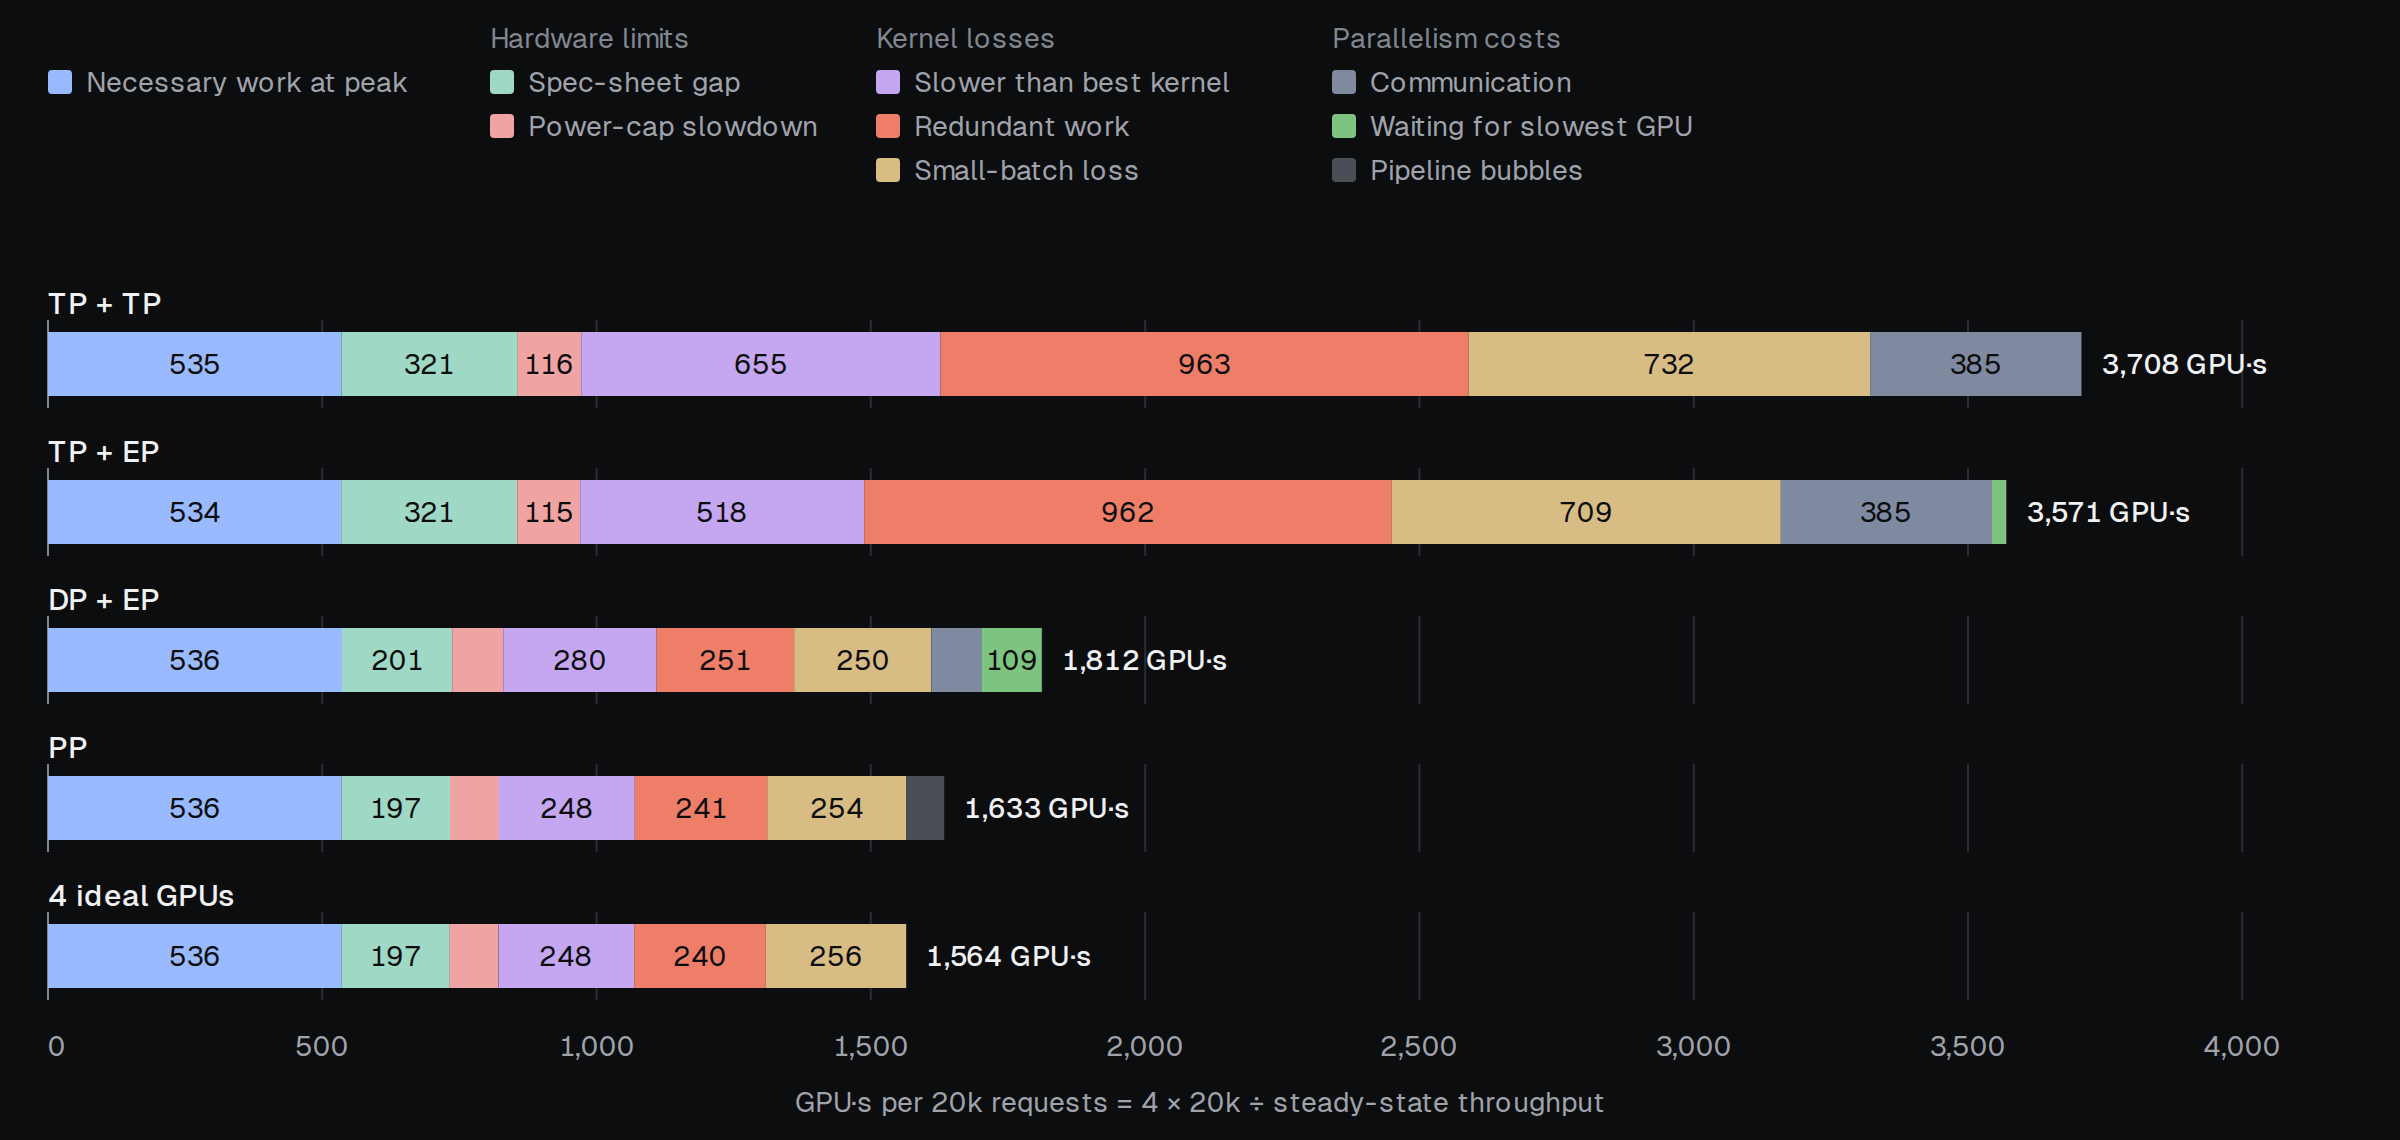 Hardware limits
Kernel losses
Parallelism costs
Necessary work at peak
Spec-sheet gap
Slower than best kernel
Communication
Power-cap slowdown
Redundant work
Waiting for slowest GPU
Small-batch loss
Pipeline bubbles
TP + TP
535 321 116 655 963 732 385 3,708 GPU·s
TP + EP
534 321 115 518 962 709 385 3,571 GPU·s
DP + EP
536 201 280 251 250 109 1,812 GPU·s
PP
536 197 248 241 254 1,633 GPU·s
4 ideal GPUs
536 197 248 240 256 1,564 GPU·s
0 500 1,000 1,500 2,000 2,500 3,000 3,500 4,000
GPU·s per 20k requests = 4 × 20k ÷ steady-state throughput